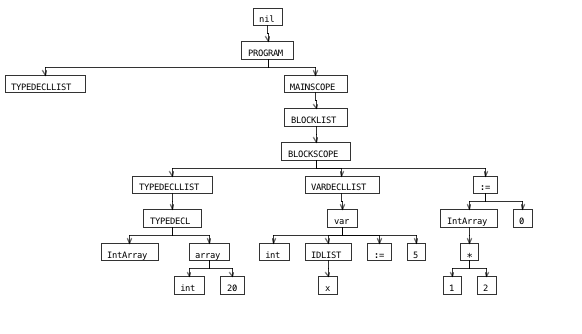 nil
PROGRAM
TYPEDECLLIST MAINSCOPE
BLOCKLIST
BLOCKSCOPE
TYPEDECLLIST VARDECLLIST :=
TYPEDECL var IntArray 0
IntArray array int IDLIST := 5 *
int 20 x 1 2